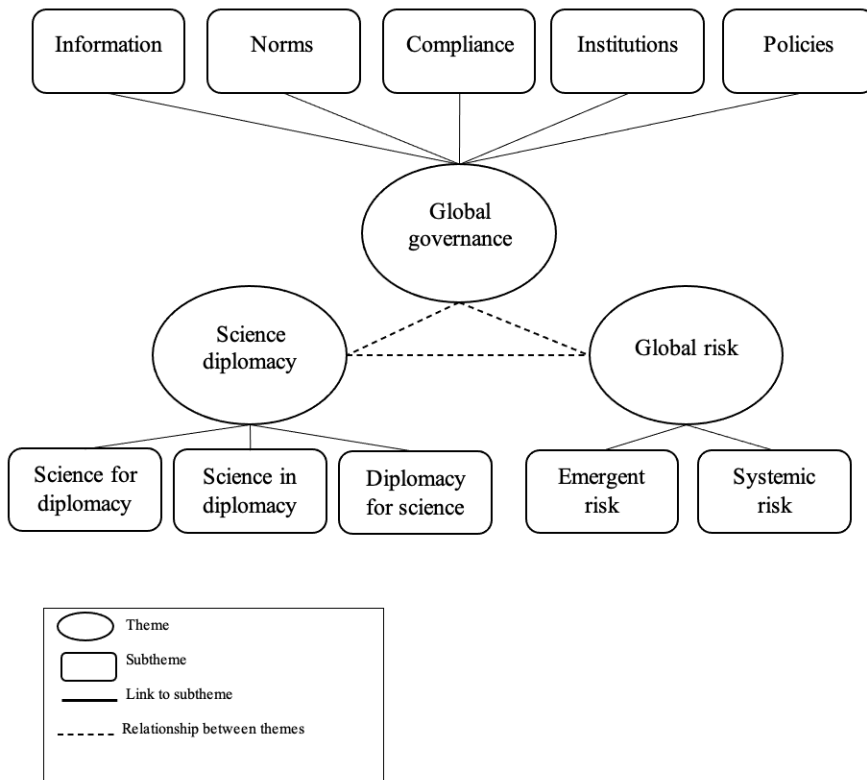 Information
Norms
Compliance
Institutions
Policies
Global
governance
Science
diplomacy
Global risk
Science for
diplomacy
Science in
diplomacy
Diplomacy
for science
Emergent
risk
Systemic
risk
Theme
Subtheme
Link to subtheme
Relationship between themes